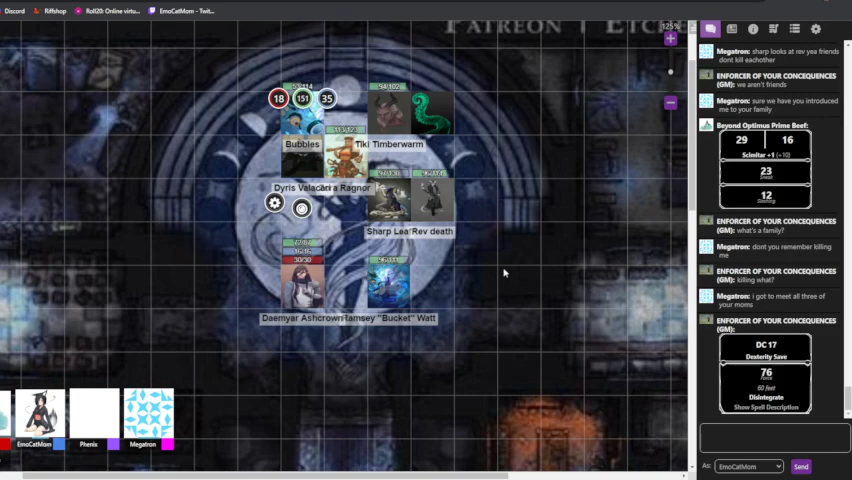 Discord
Riffshop
Roll20: Online virtu...
EmoCatMom - Twit...
PATREON | ETCH
125%
18
151
35
94/102
Bubbles
Tiki Timberwarm
Sharp Lea
Rev death
30/30
Daemyar Ashcrown
Ramsey "Bucket" Watt
EmoCatMom
Phenis
Megatron
Megatron: sharp looks at rev yea friends
dont kill eachother
ENFORCER OF YOUR CONCEQUENCES
(GM): we aren't friends
Megatron: sure we have you introduced
me to your family
Beyond Optimus Prime Beef:
29 | 16
Scimitar +1 (+10)
23
Sneak
12
ENFORCER OF YOUR CONCEQUENCES
(GM): what's a family?
Megatron: dont you remember killing
me
ENFORCER OF YOUR CONCEQUENCES
(GM): killing what?
Megatron: i got to meet all three of
your moms
ENFORCER OF YOUR CONCEQUENCES
(GM):
DC 17
Dexterity Save
76
Force
60 feet
Disintegrate
Show Spell Description
As:
EmoCatMom
Send